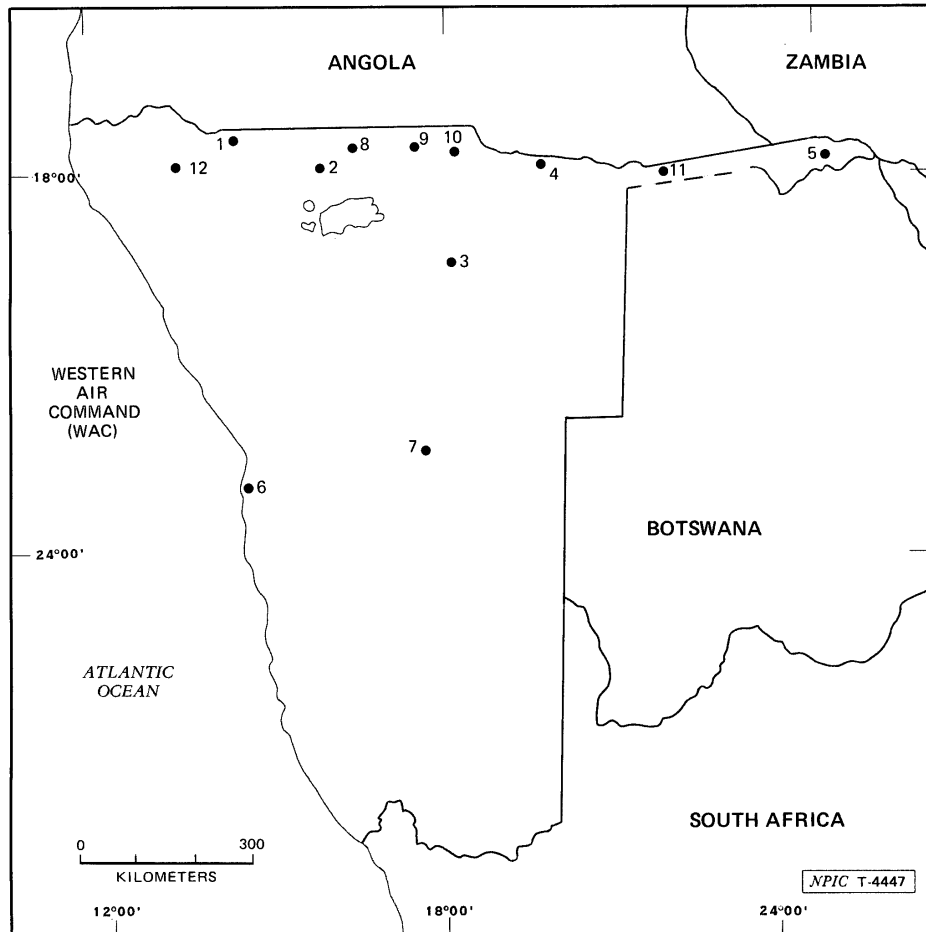 ANGOLA
ZAMBIA
1
8
9
10
5
12
2
4
11
18°00'
3
WESTERN
AIR
COMMAND
(WAC)
7
6
BOTSWANA
24°00'
ATLANTIC
OCEAN
SOUTH AFRICA
0 300
KILOMETERS
NPIC T-4447
12°00' 18°00' 24°00'